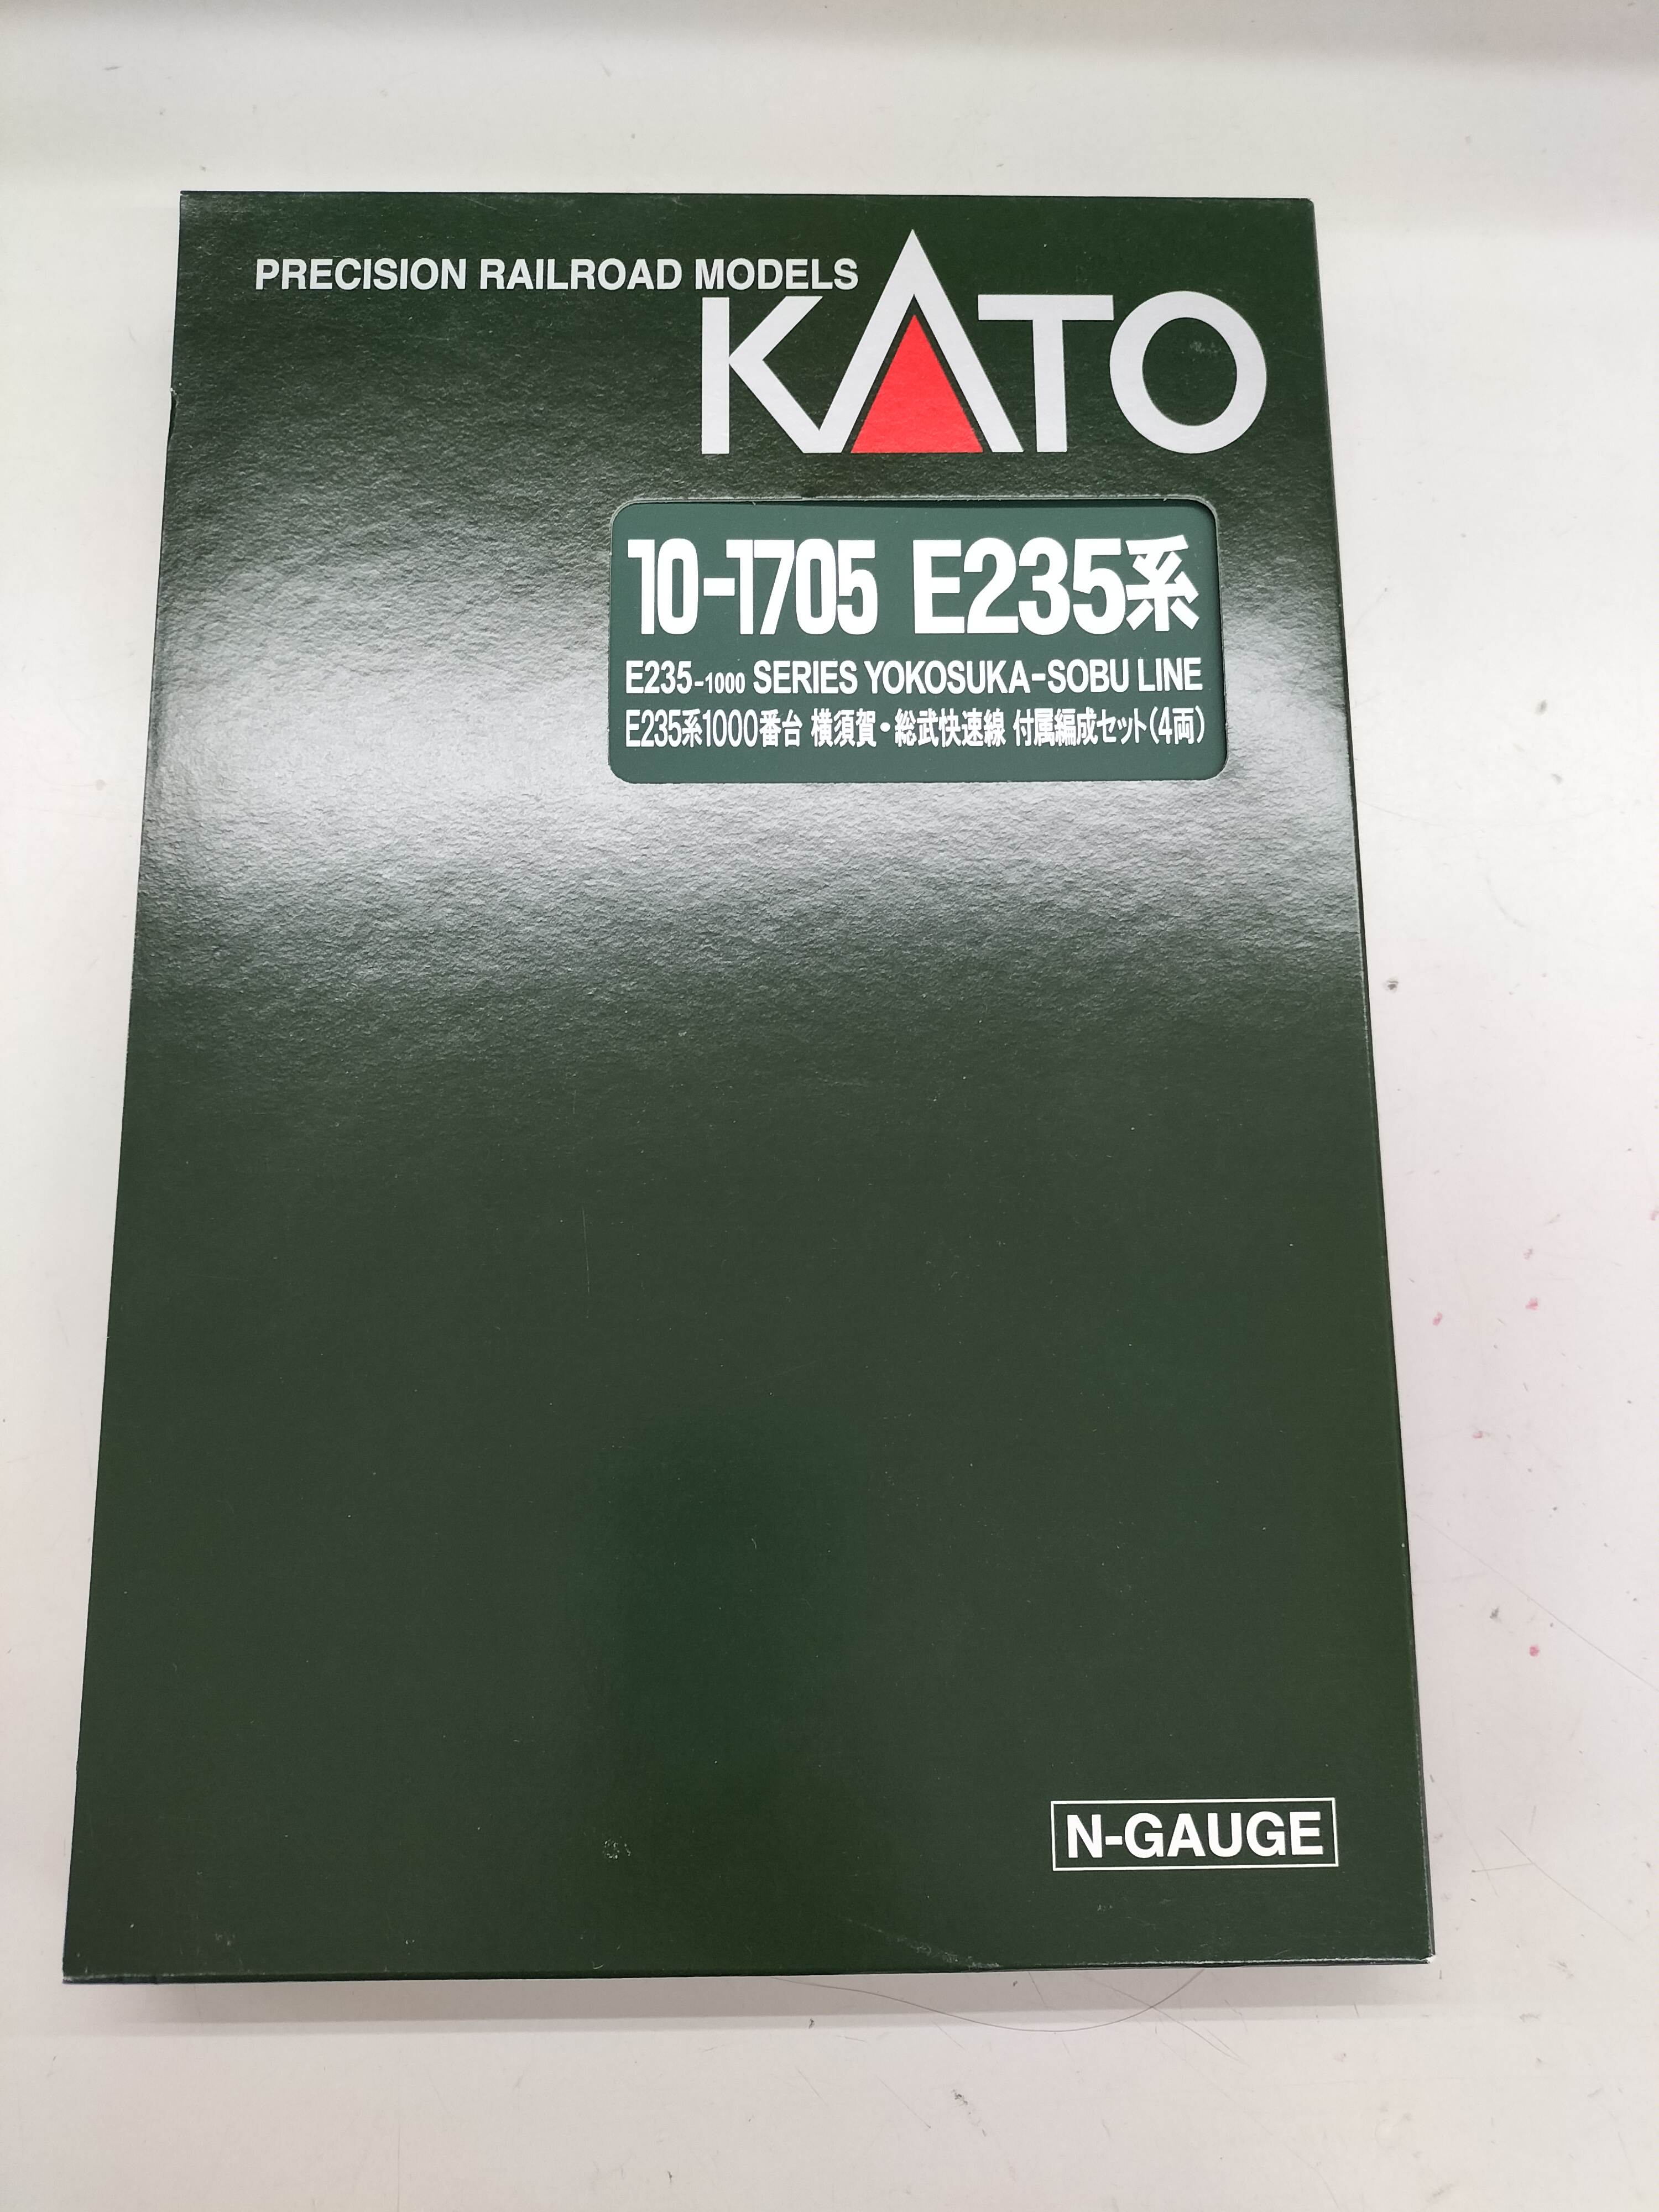 PRECISION RAILROAD MODELS
KATO
10-1705 E235系
E235-1000 SERIES YOKOSUKA-SOBU LINE
E235系1000番台 横須賀・総武快速線 付属編成セット(4両)
N-GAUGE